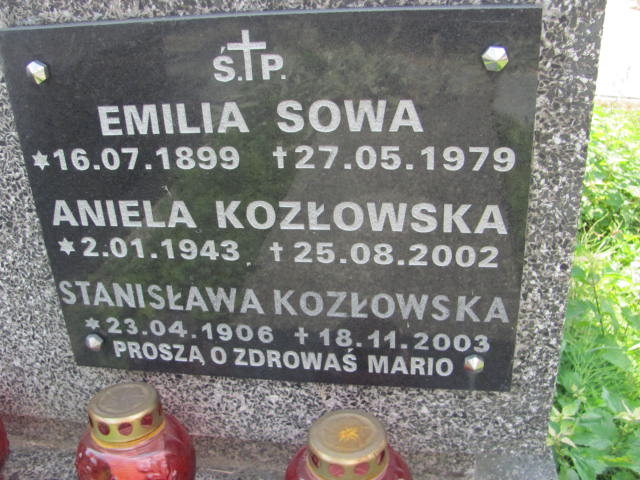 Ś.†P.
EMILIA SOWA
*16.07.1899 †27.05.1979
ANIELA KOZŁOWSKA
*2.01.1943 †25.08.2002
STANISŁAWA KOZŁOWSKA
*23.04.1906 †18.11.2003
PROSZĄ O ZDROWAŚ MARIO